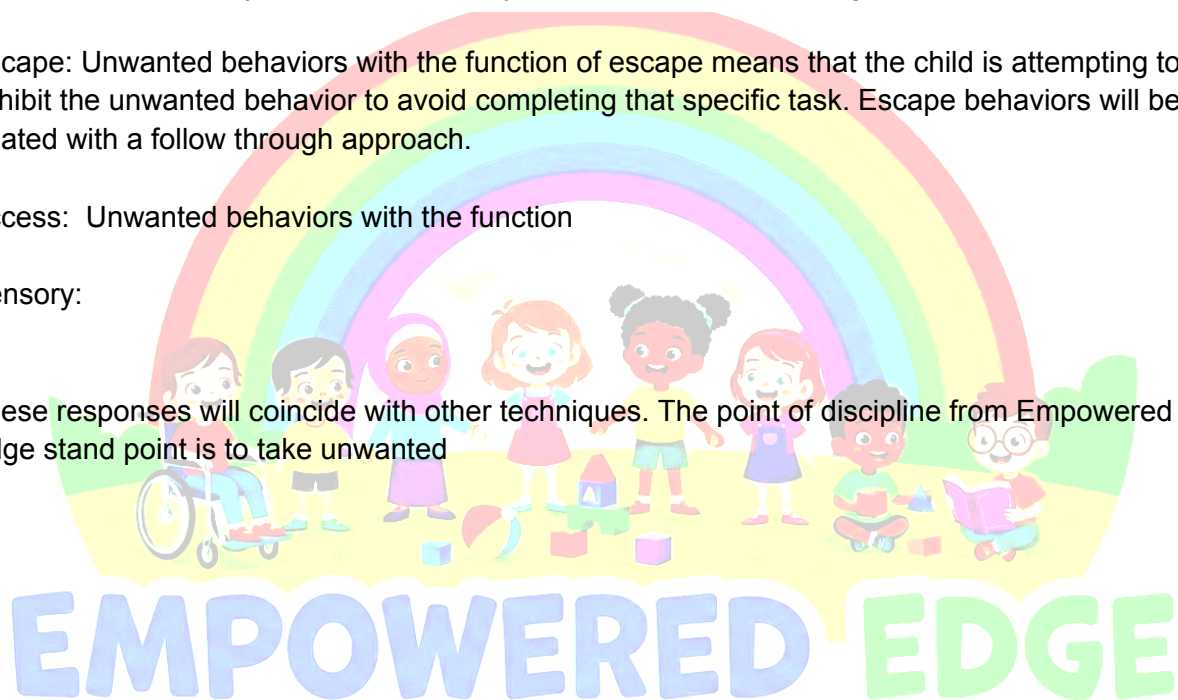 cape: Unwanted behaviors with the function of escape means that the child is attempting to
hibit the unwanted behavior to avoid completing that specific task. Escape behaviors will be
ated with a follow through approach.
ccess:  Unwanted behaviors with the function
ensory:
ese responses will coincide with other techniques. The point of discipline from Empowered
dge stand point is to take unwanted
A
EMPOWERED EDGE